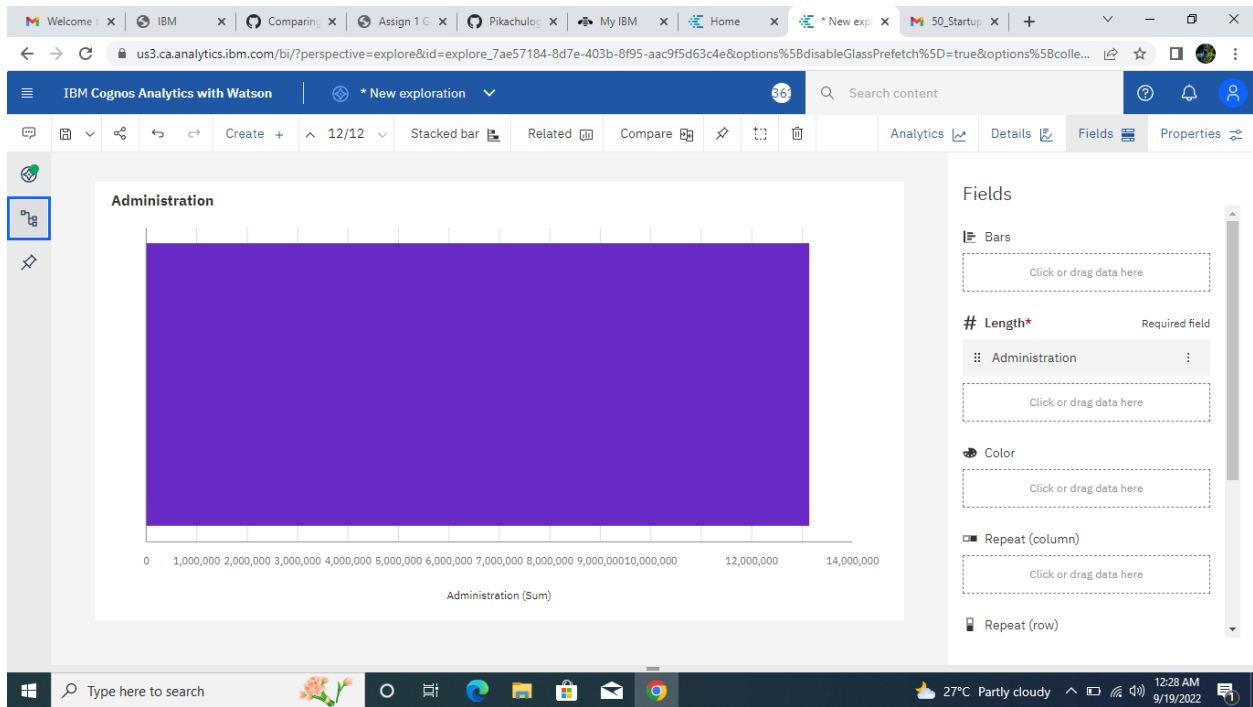 Welcome t
IBM
Comparing
Assign 1 G
Pikachulog
My IBM
Home
* New expl
50_Startup
us3.ca.analytics.ibm.com/bi/?perspective=explore&id=explore_7ae57184-8d7e-403b-8f95-aac9f5d63c4e&options%5BdisableGlassPrefetch%5D=true&options%5Bcolle...
IBM Cognos Analytics with Watson
* New exploration
Search content
Create +
12/12
Stacked bar
Related
Compare
Analytics
Details
Fields
Properties
Administration
0 1,000,000 2,000,000 3,000,000 4,000,000 5,000,000 6,000,000 7,000,000 8,000,000 9,000,00010,000,000 12,000,000 14,000,000
Administration (Sum)
Fields
Bars
Click or drag data here
# Length* Required field
Administration
Click or drag data here
Color
Click or drag data here
Repeat (column)
Click or drag data here
Repeat (row)
Type here to search
27°C Partly cloudy
12:28 AM
9/19/2022